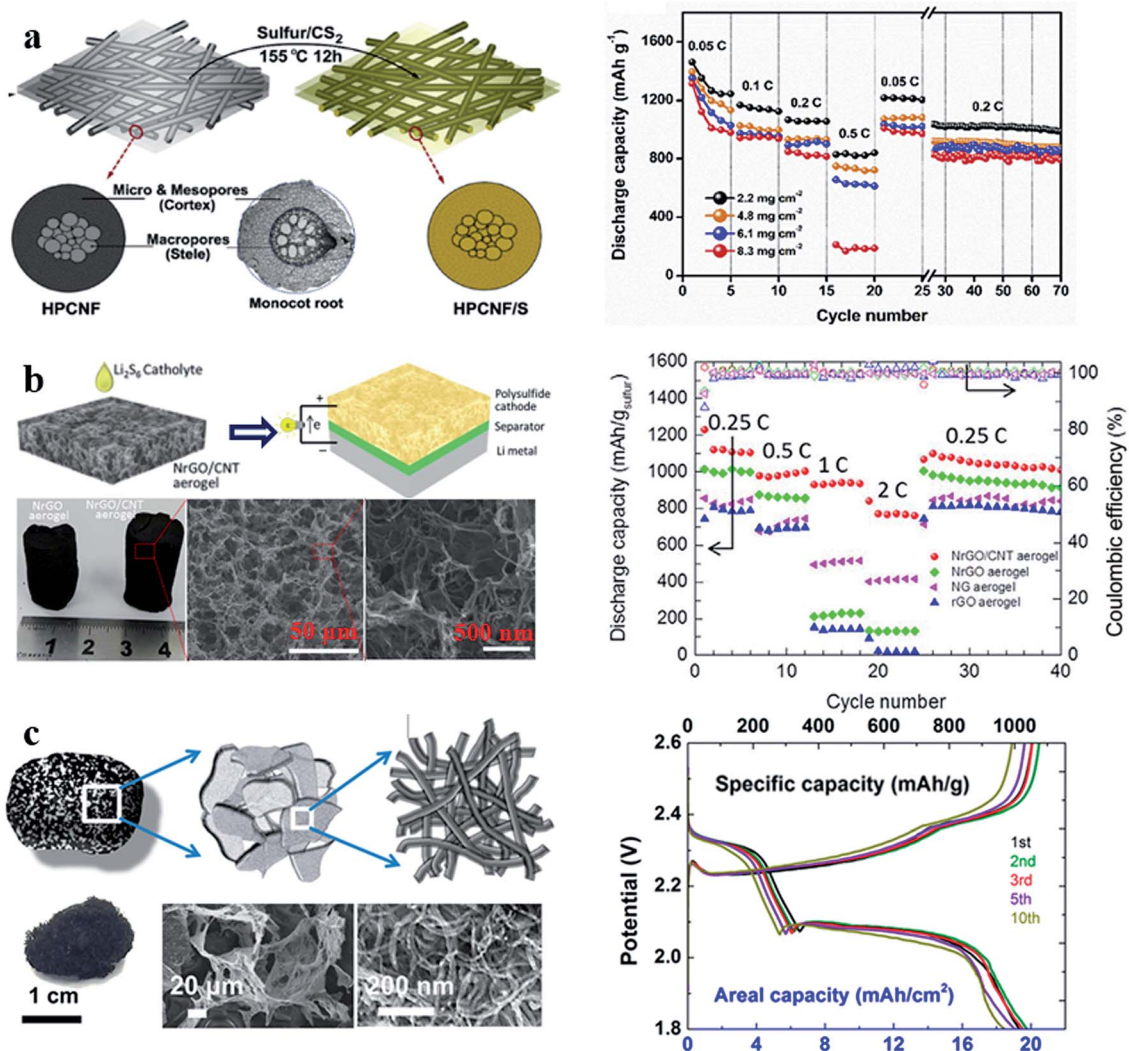 a
Sulfur/CS₂
155 °C 12h
Micro & Mesopores
(Cortex)
Macropores
(Stele)
HPCNF
Monocot root
HPCNF/S
Discharge capacity (mAh g⁻¹)
1600
1200
800
400
0
0.05 C
0.1 C
0.2 C
0.5 C
0.05 C
0.2 C
2.2 mg cm⁻²
4.8 mg cm⁻²
6.1 mg cm⁻²
8.3 mg cm⁻²
0 5 10 15 20 25 30 40 50 60 70
Cycle number
b
Li₂S₆ Catholyte
NrGO/CNT
aerogel
+
e
−
Polysulfide
cathode
Separator
Li metal
NrGO
aerogel
NrGO/CNT
aerogel
1 2 3 4
50 µm
500 nm
Discharge capacity (mAh/gsulfur)
1600
1400
1200
1000
800
600
400
200
0
0.25 C
0.5 C
1 C
2 C
0.25 C
NrGO/CNT aerogel
NrGO aerogel
NG aerogel
rGO aerogel
100
80
60
40
20
0
Coulombic efficiency (%)
0 10 20 30 40
Cycle number
c
1 cm
20 µm
200 nm
0 200 400 600 800 1000
Specific capacity (mAh/g)
Potential (V)
2.6
2.4
2.2
2.0
1.8
1st
2nd
3rd
5th
10th
Areal capacity (mAh/cm²)
0 4 8 12 16 20